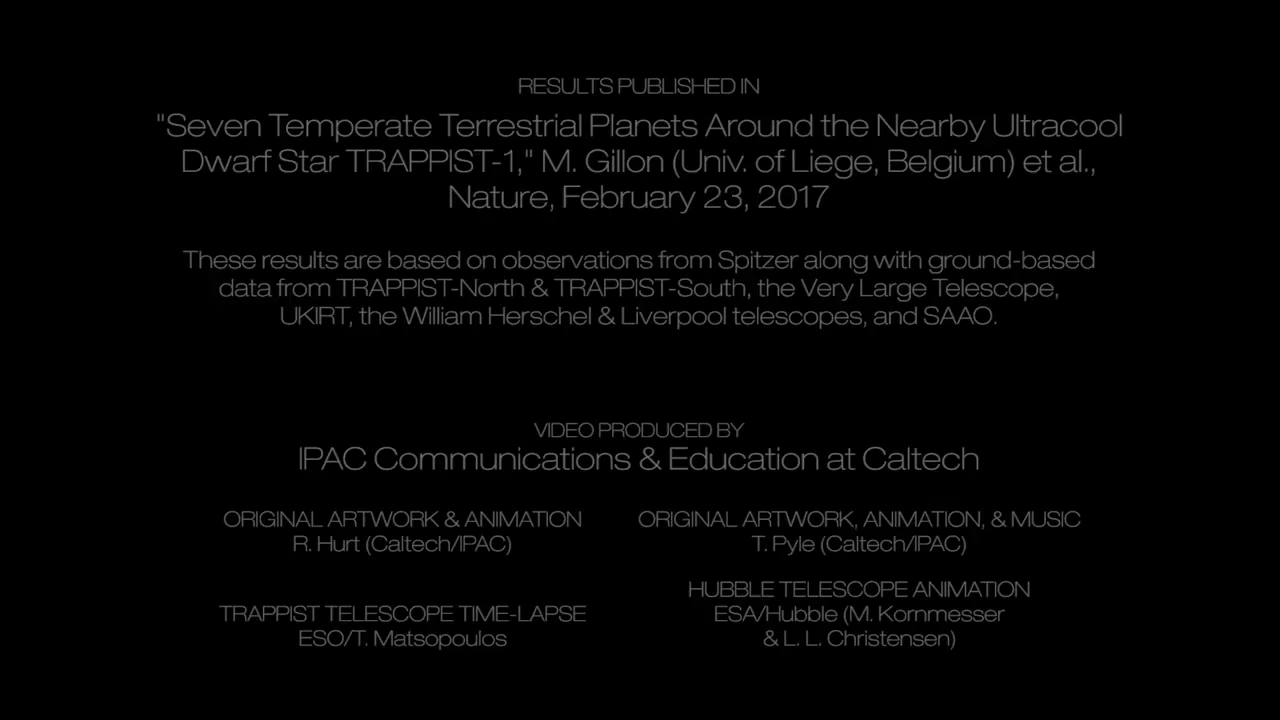 RESULTS PUBLISHED IN
"Seven Temperate Terrestrial Planets Around the Nearby Ultracool
Dwarf Star TRAPPIST-1," M. Gillon (Univ. of Liege, Belgium) et al.,
Nature, February 23, 2017
These results are based on observations from Spitzer along with ground-based
data from TRAPPIST-North & TRAPPIST-South, the Very Large Telescope,
UKIRT, the William Herschel & Liverpool telescopes, and SAAO.
VIDEO PRODUCED BY
IPAC Communications & Education at Caltech
ORIGINAL ARTWORK & ANIMATION
R. Hurt (Caltech/IPAC)
ORIGINAL ARTWORK, ANIMATION, & MUSIC
T. Pyle (Caltech/IPAC)
TRAPPIST TELESCOPE TIME-LAPSE
ESO/T. Matsopoulos
HUBBLE TELESCOPE ANIMATION
ESA/Hubble (M. Kornmesser
& L. L. Christensen)